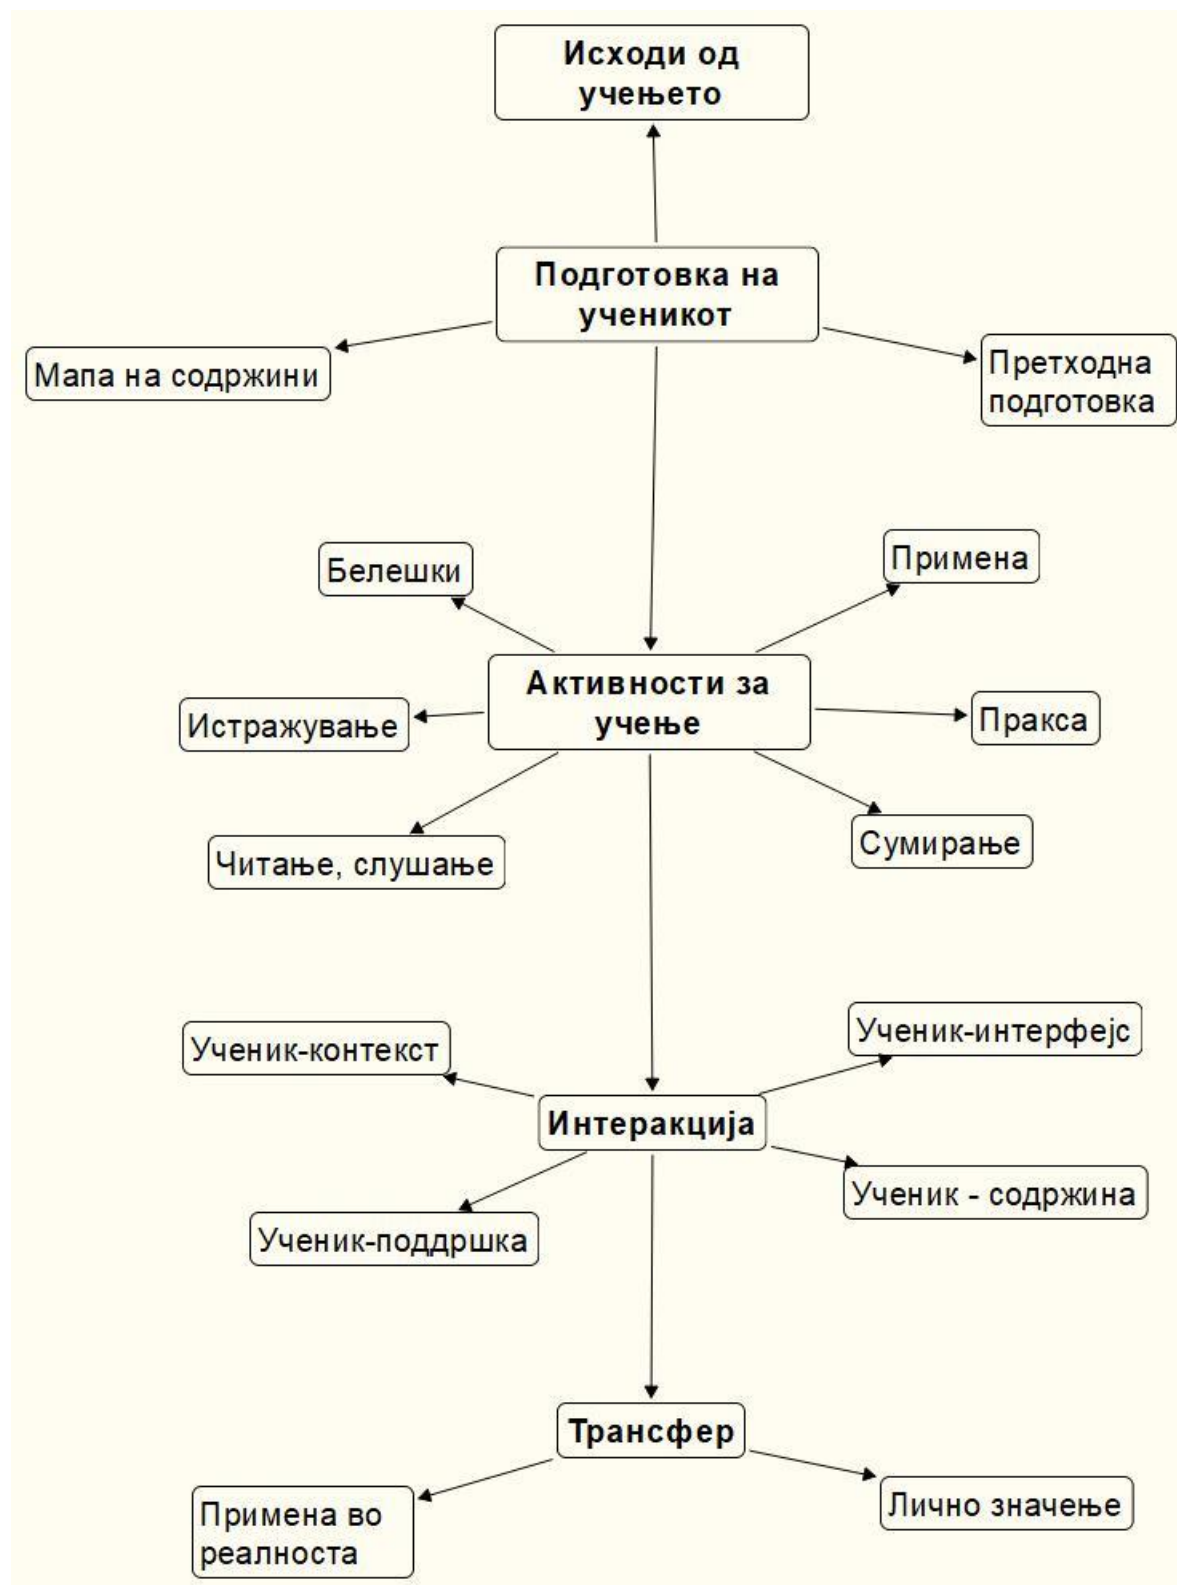 Исходи од
учењето
Подготовка на
ученикот
Мапа на содржини
Претходна
подготовка
Белешки
Примена
Активности за
учење
Истражување
Пракса
Читање, слушање
Сумирање
Ученик-контекст
Ученик-интерфејс
Интеракција
Ученик - содржина
Ученик-поддршка
Трансфер
Примена во
реалноста
Лично значење